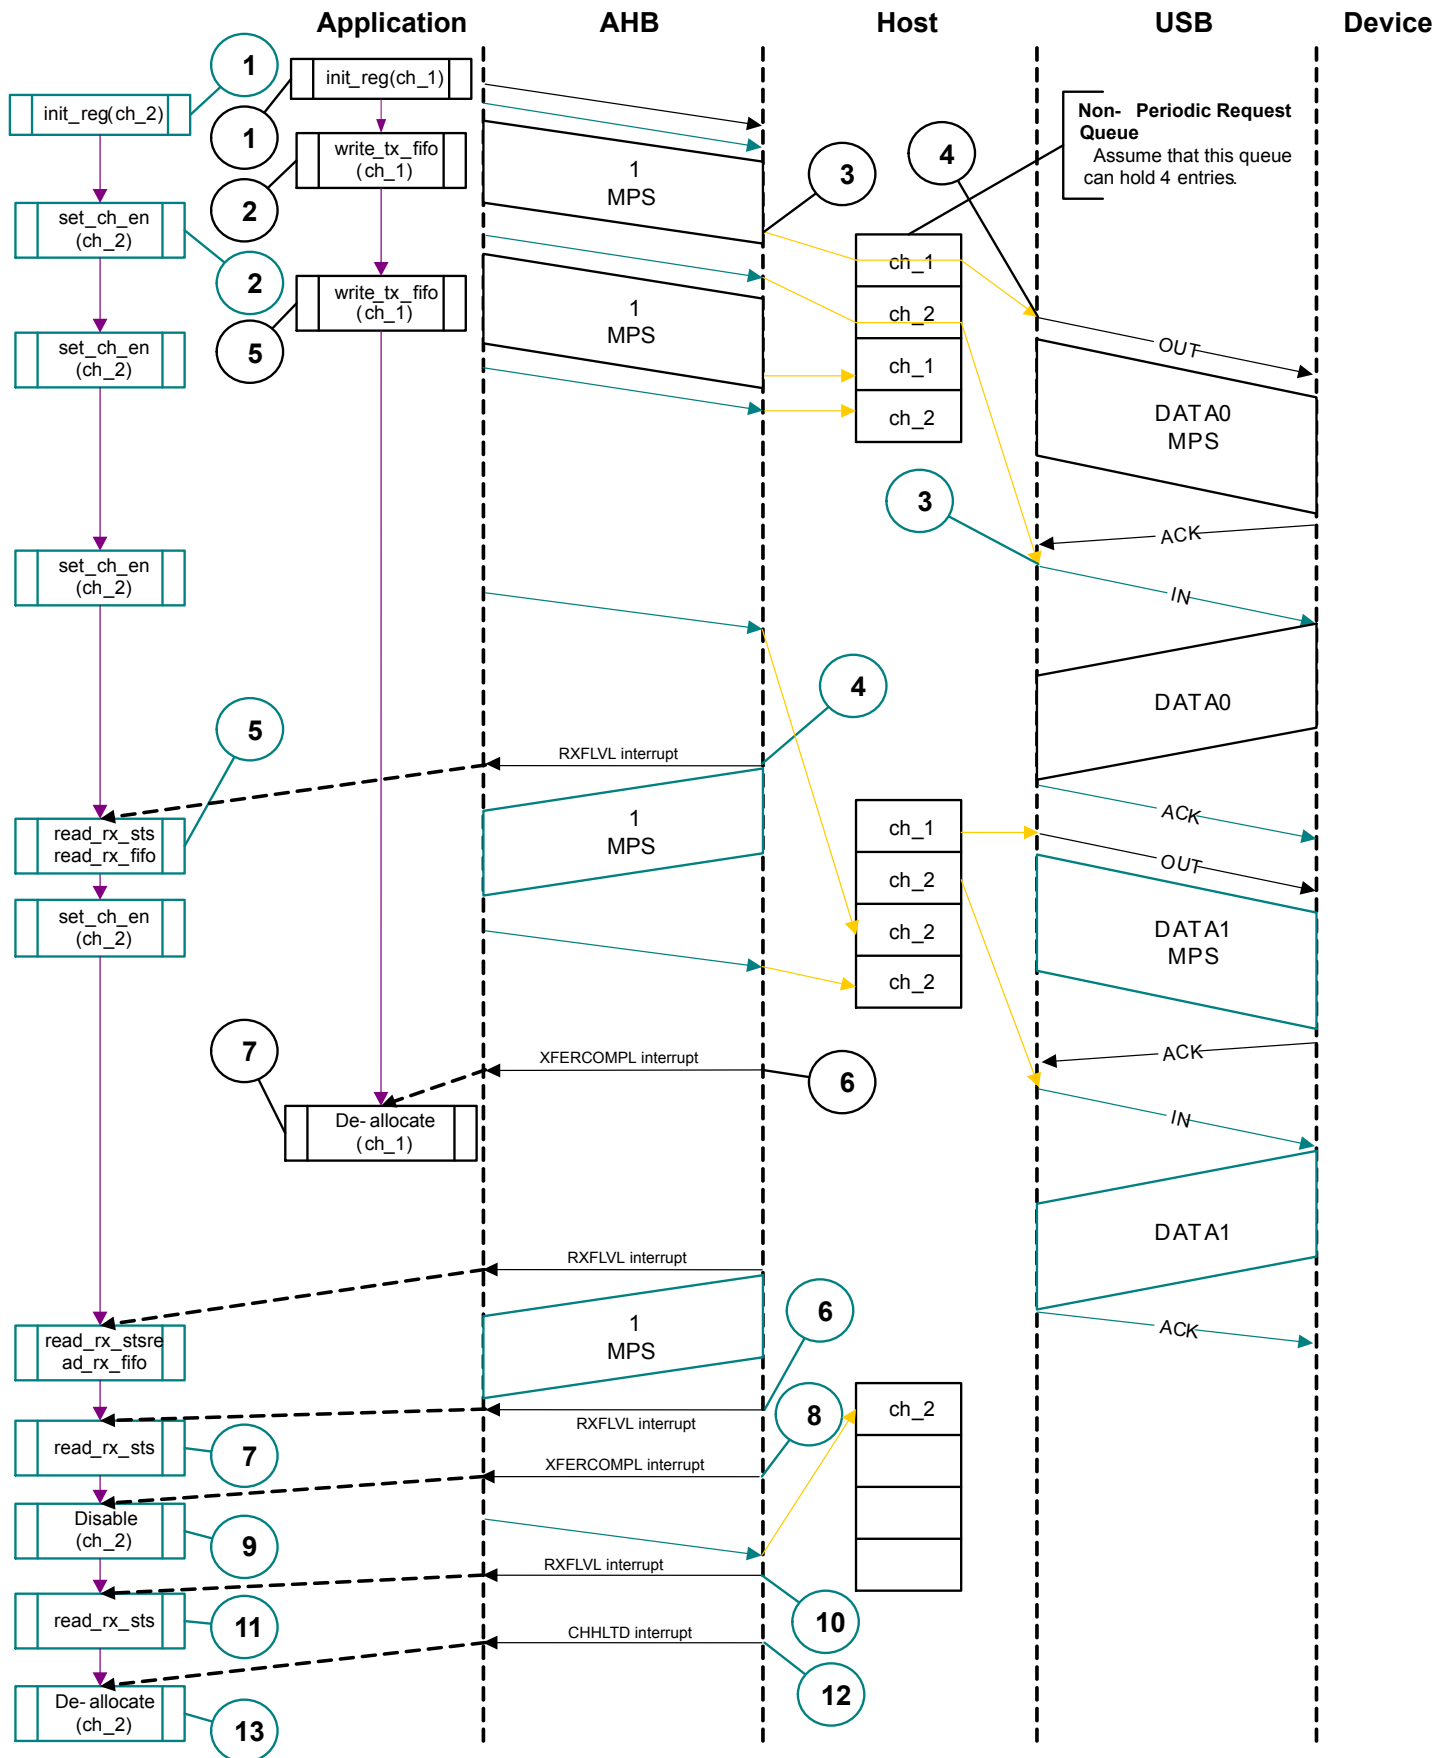 Application AHB Host USB Device
1
init_reg(ch_1)
init_reg(ch_2)
1
Non- Periodic Request
Queue
Assume that this queue
can hold 4 entries.
write_tx_fifo
(ch_1)
1
MPS
3
4
2
set_ch_en
(ch_2)
2
ch_1
write_tx_fifo
(ch_1)
1
MPS
ch_2
set_ch_en
(ch_2)
5
OUT
ch_1
ch_2
DATA0
MPS
3
ACK
set_ch_en
(ch_2)
IN
4
DATA0
5
RXFLVL interrupt
read_rx_sts
read_rx_fifo
1
MPS
ch_1
ACK
OUT
ch_2
set_ch_en
(ch_2)
ch_2
DATA1
MPS
ch_2
7
XFERCOMPL interrupt
6
ACK
De-allocate
(ch_1)
IN
DATA1
RXFLVL interrupt
6
read_rx_stsre
ad_rx_fifo
1
MPS
ACK
8
ch_2
RXFLVL interrupt
read_rx_sts
7
XFERCOMPL interrupt
Disable
(ch_2)
9
RXFLVL interrupt
read_rx_sts
11
10
CHHLTD interrupt
De-allocate
(ch_2)
12
13